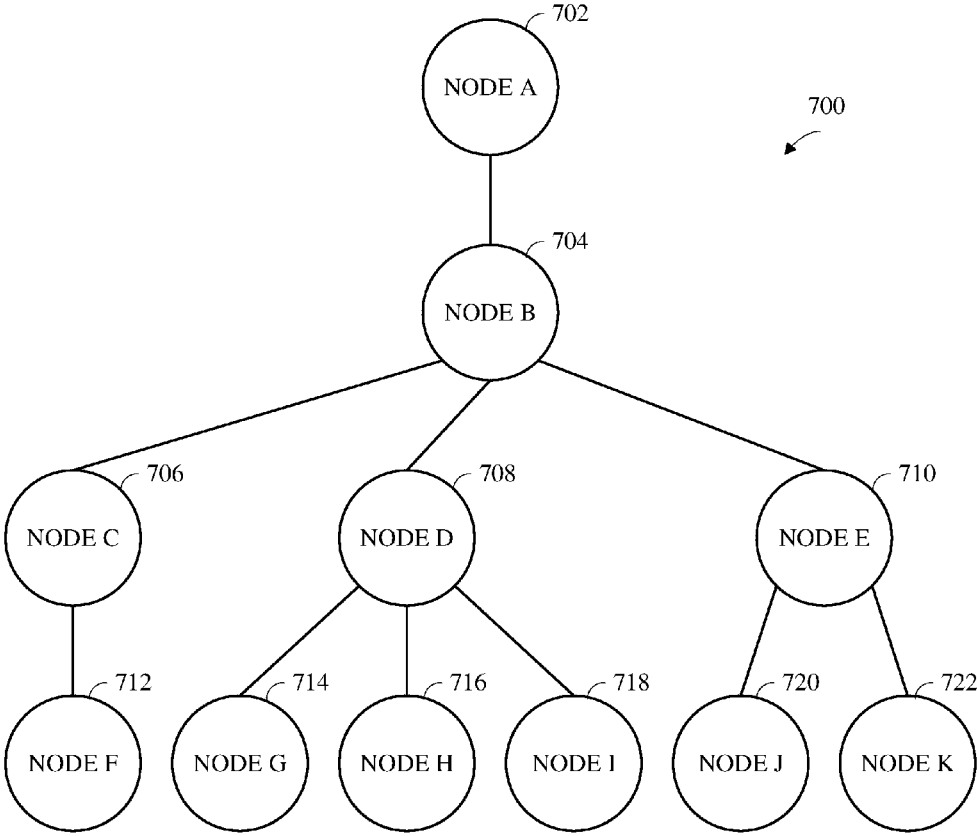 702
NODE A
700
704
NODE B
706
708
710
NODE C
NODE D
NODE E
712
714
716
718
720
722
NODE F
NODE G
NODE H
NODE I
NODE J
NODE K